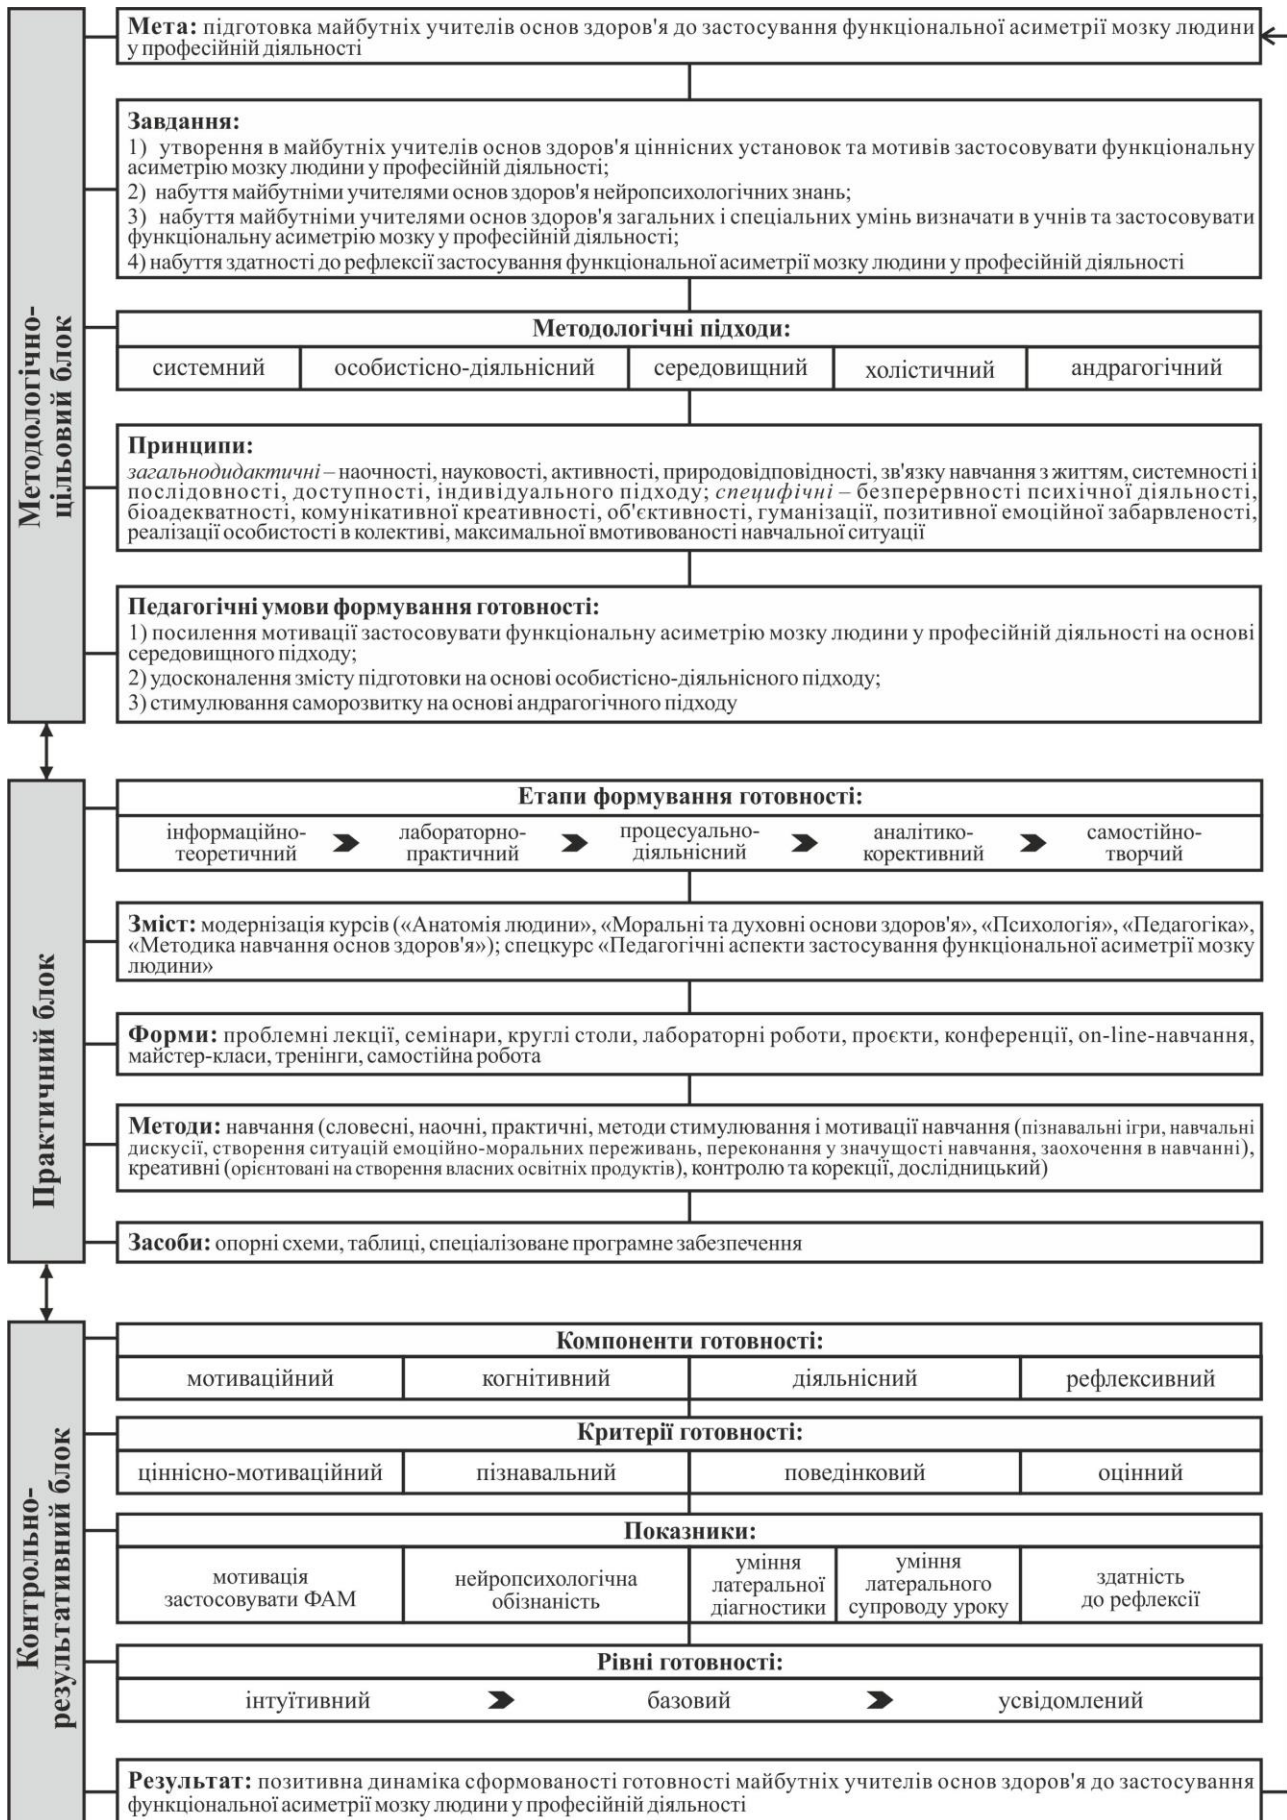 Методологічно-
цільовий блок
Мета: підготовка майбутніх учителів основ здоров'я до застосування функціональної асиметрії мозку людини
у професійній діяльності
Завдання:
1) утворення в майбутніх учителів основ здоров'я ціннісних установок та мотивів застосовувати функціональну
асиметрію мозку людини у професійній діяльності;
2) набуття майбутніми учителями основ здоров'я нейропсихологічних знань;
3) набуття майбутніми учителями основ здоров'я загальних і спеціальних умінь визначати в учнів та застосовувати
функціональну асиметрію мозку у професійній діяльності;
4) набуття здатності до рефлексії застосування функціональної асиметрії мозку людини у професійній діяльності
Методологічні підходи:
системний особистісно-діяльнісний середовищний холістичний андрагогічний
Принципи:
загальнодидактичні – наочності, науковості, активності, природовідповідності, зв'язку навчання з життям, системності і
послідовності, доступності, індивідуального підходу; специфічні – безперервності психічної діяльності,
біоадекватності, комунікативної креативності, об'єктивності, гуманізації, позитивної емоційної забарвленості,
реалізації особистості в колективі, максимальної вмотивованості навчальної ситуації
Педагогічні умови формування готовності:
1) посилення мотивації застосовувати функціональну асиметрію мозку людини у професійній діяльності на основі
середовищного підходу;
2) удосконалення змісту підготовки на основі особистісно-діяльнісного підходу;
3) стимулювання саморозвитку на основі андрагогічного підходу
Практичний блок
Етапи формування готовності:
інформаційно-
теоретичний
лабораторно-
практичний
процесуально-
діяльнісний
аналітико-
корективний
самостійно-
творчий
Зміст: модернізація курсів («Анатомія людини», «Моральні та духовні основи здоров'я», «Психологія», «Педагогіка»,
«Методика навчання основ здоров'я»); спецкурс «Педагогічні аспекти застосування функціональної асиметрії мозку
людини»
Форми: проблемні лекції, семінари, круглі столи, лабораторні роботи, проєкти, конференції, on-line-навчання,
майстер-класи, тренінги, самостійна робота
Методи: навчання (словесні, наочні, практичні, методи стимулювання і мотивації навчання (пізнавальні ігри, навчальні
дискусії, створення ситуацій емоційно-моральних переживань, переконання у значущості навчання, заохочення в навчанні),
креативні (орієнтовані на створення власних освітніх продуктів), контролю та корекції, дослідницький)
Засоби: опорні схеми, таблиці, спеціалізоване програмне забезпечення
Контрольно-
результативний блок
Компоненти готовності:
мотиваційний когнітивний діяльнісний рефлексивний
Критерії готовності:
ціннісно-мотиваційний пізнавальний поведінковий оцінний
Показники:
мотивація
застосовувати ФАМ
нейропсихологічна
обізнаність
уміння
латеральної
діагностики
уміння
латерального
супроводу уроку
здатність
до рефлексії
Рівні готовності:
інтуїтивний базовий усвідомлений
Результат: позитивна динаміка сформованості готовності майбутніх учителів основ здоров'я до застосування
функціональної асиметрії мозку людини у професійній діяльності